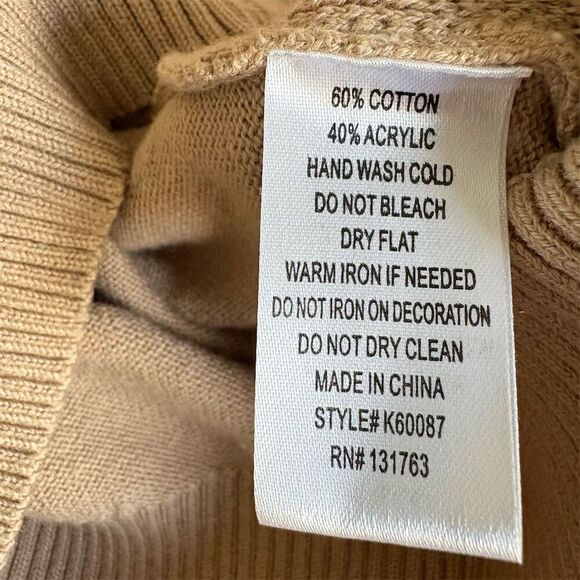 60% COTTON
40% ACRYLIC
HAND WASH COLD
DO NOT BLEACH
DRY FLAT
WARM IRON IF NEEDED
DO NOT IRON ON DECORATION
DO NOT DRY CLEAN
MADE IN CHINA
STYLE# K60087
RN# 131763